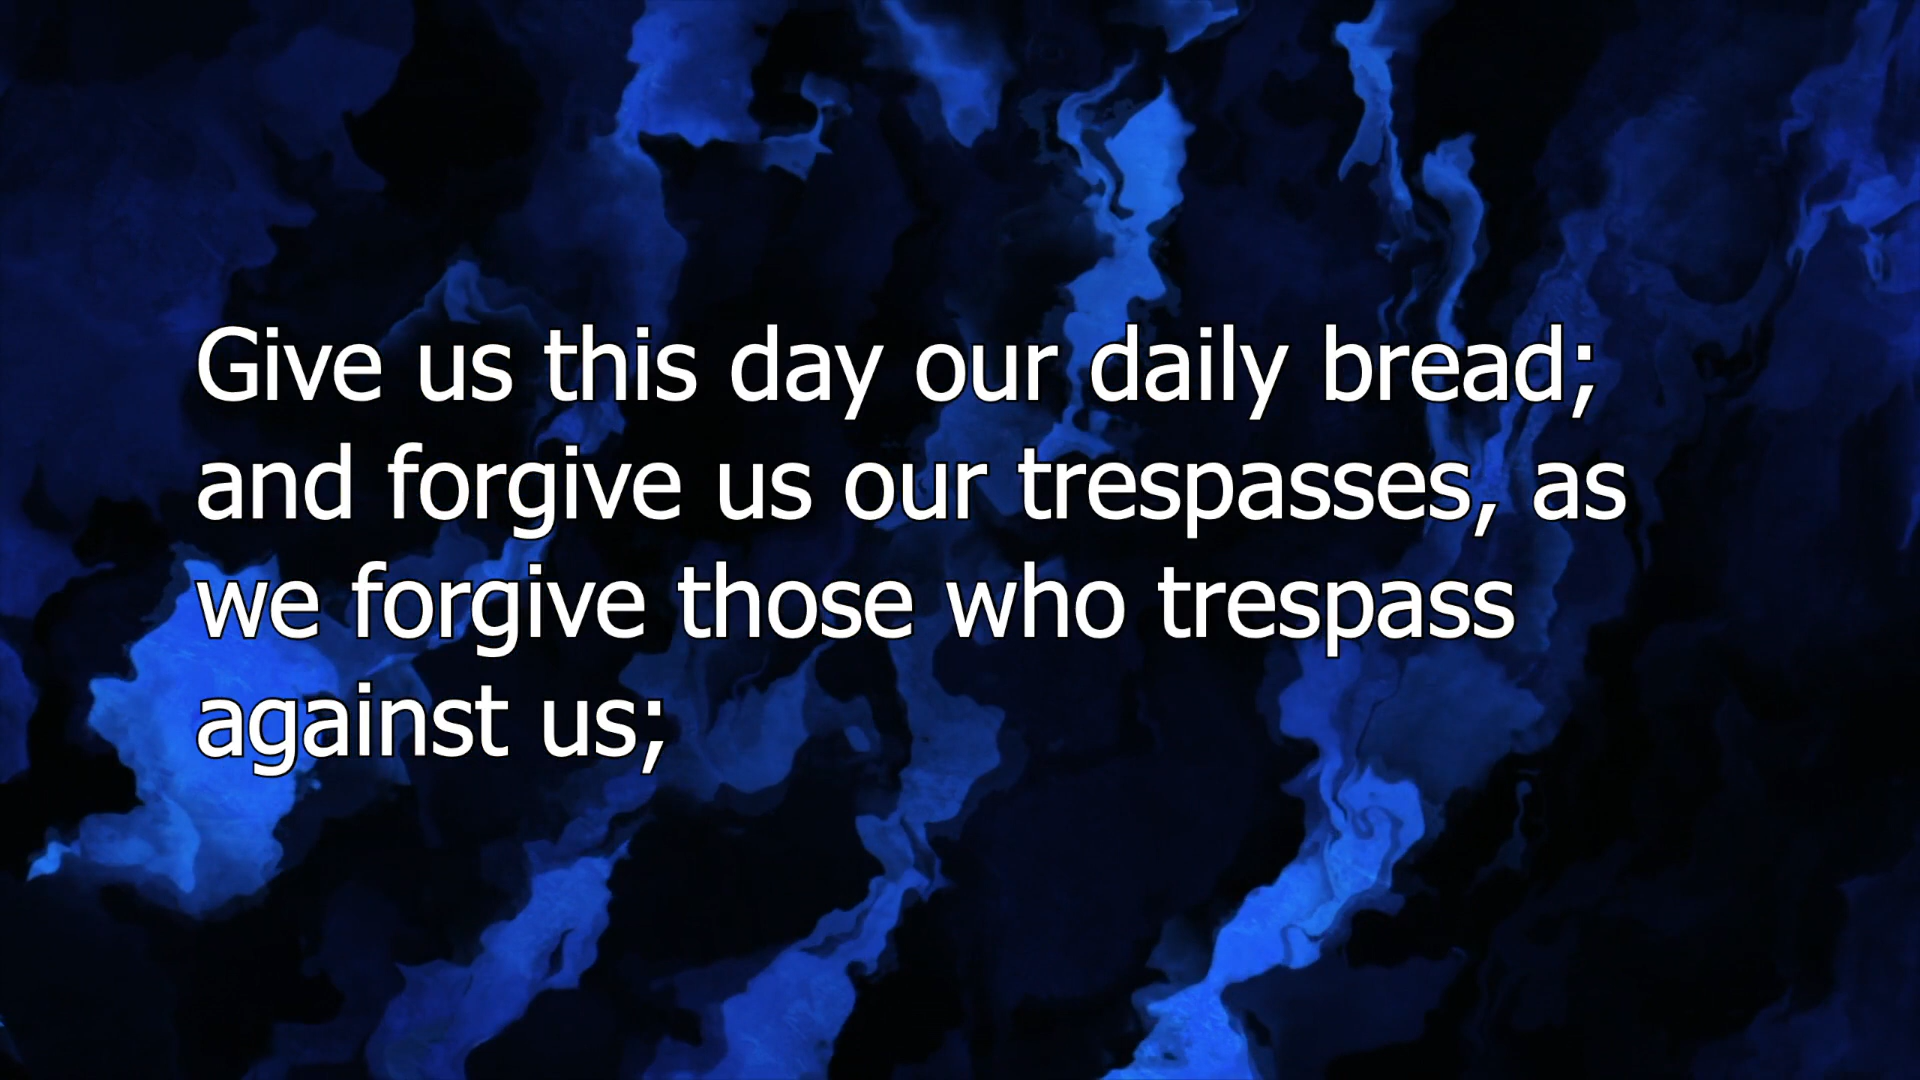 Give us this day our daily bread;
and forgive us our trespasses, as
we forgive those who trespass
against us;